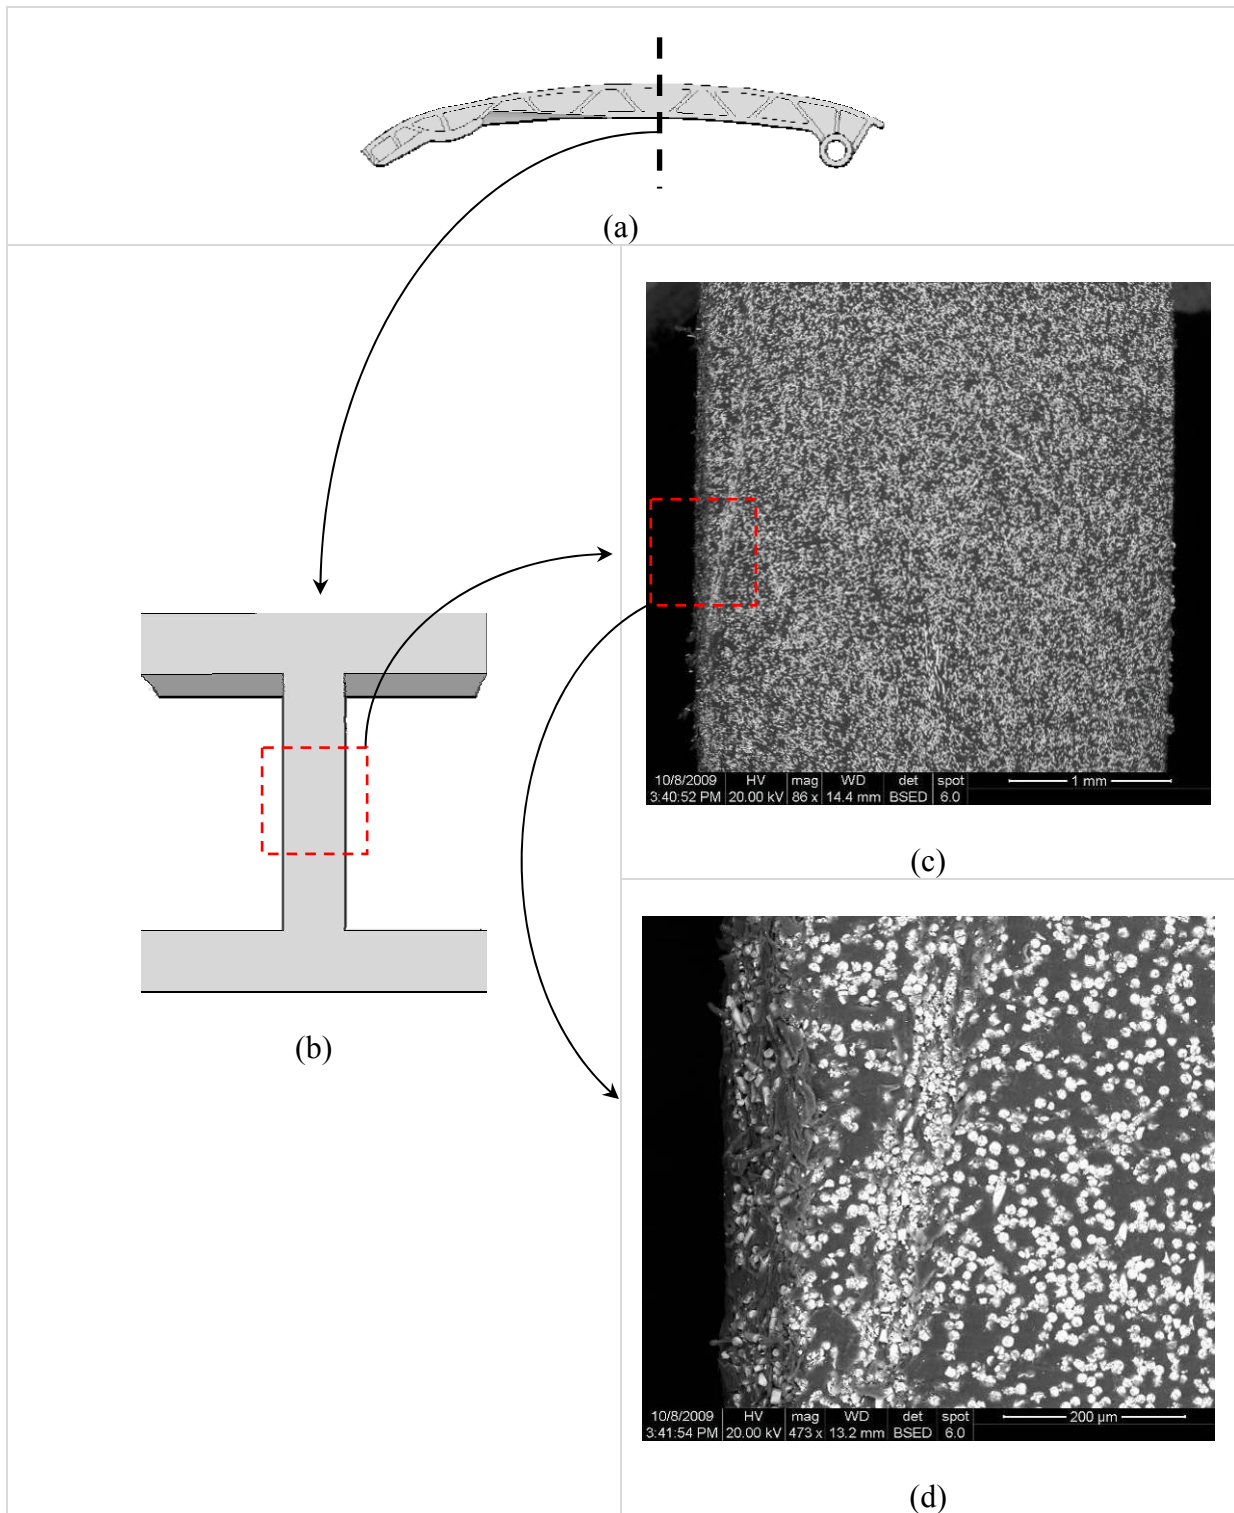 (a)
(b)
10/8/2009 HV mag WD det spot 1 mm
3:40:52 PM 20.00 kV 86 x 14.4 mm BSED 6.0
(c)
10/8/2009 HV mag WD det spot 200 µm
3:41:54 PM 20.00 kV 473 x 13.2 mm BSED 6.0
(d)